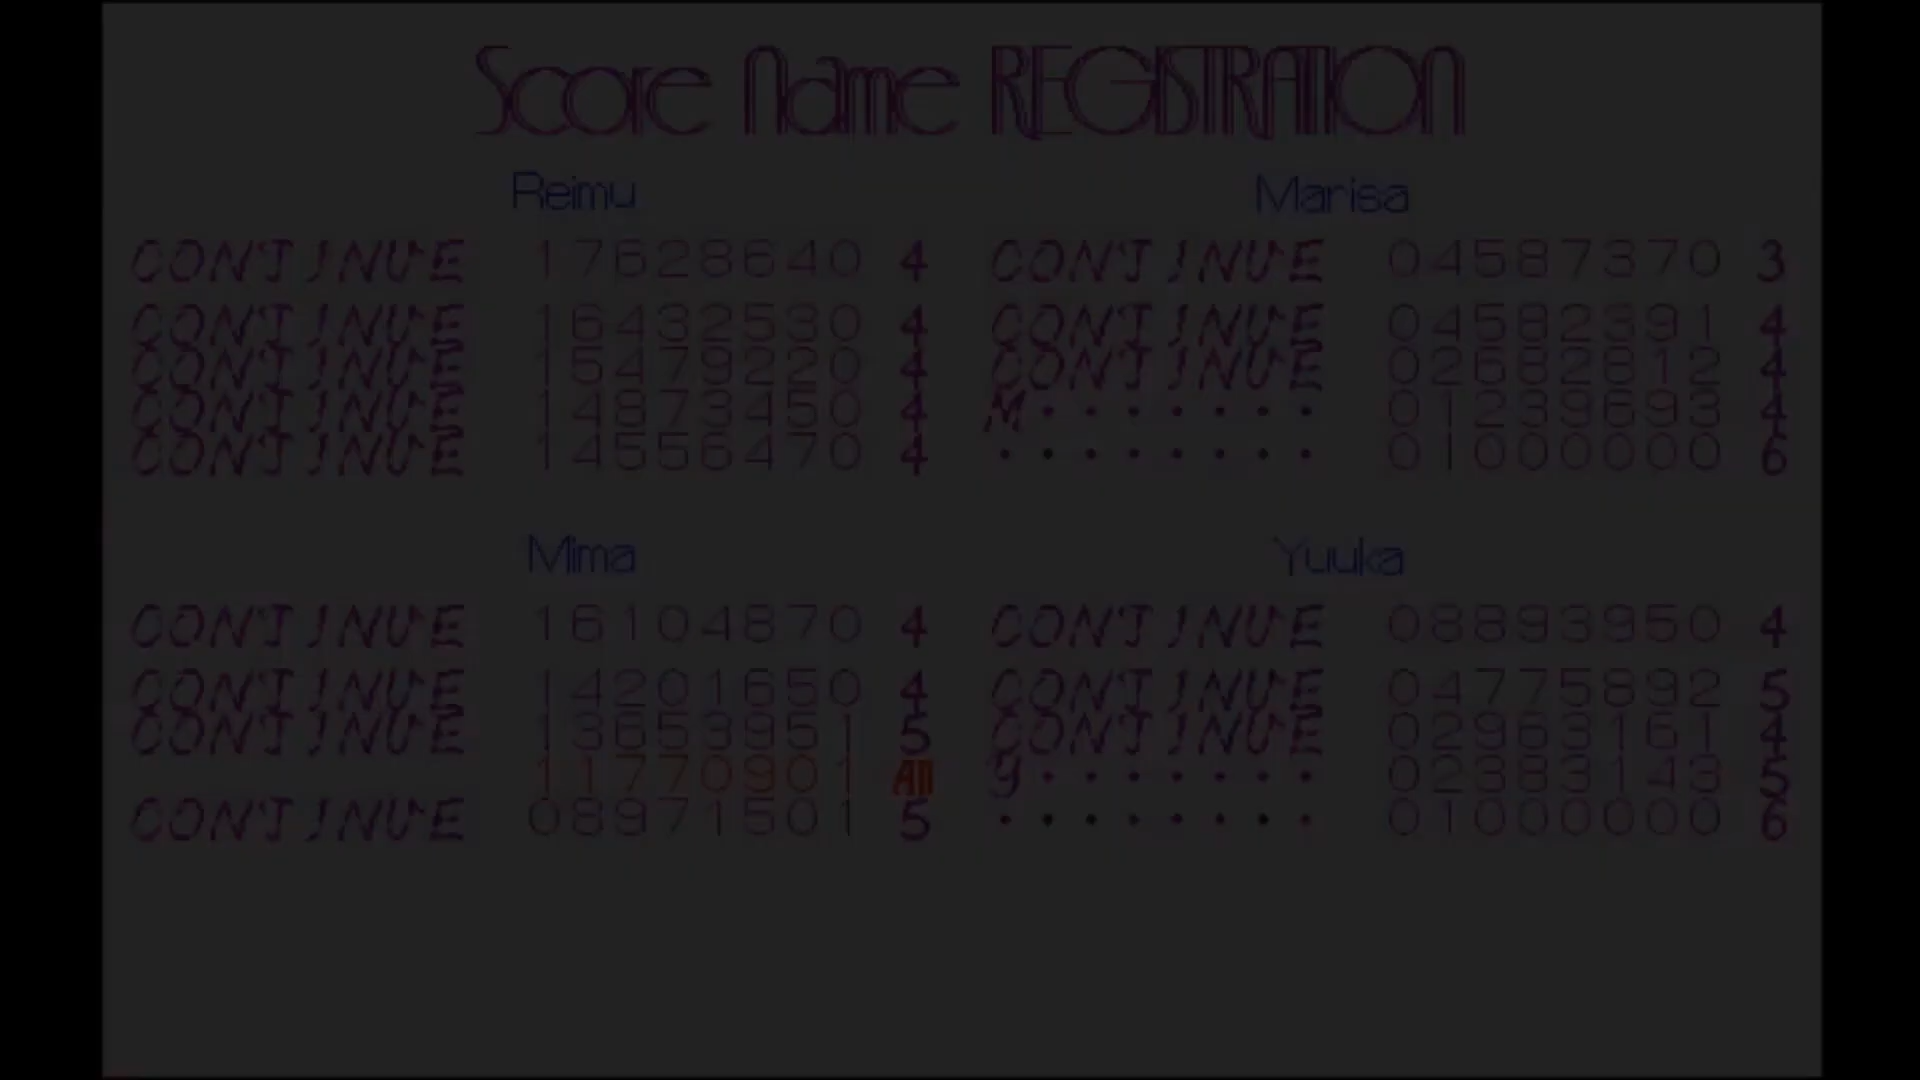 Score Name REGISTRATION
Reimu
CONTINUE 17628640 4
CONTINUE 16432530 4
CONTINUE 15479220 4
CONTINUE 14873450 4
CONTINUE 14556470 4
Marisa
CONTINUE 04587370 3
CONTINUE 04582391 4
CONTINUE 02682812 4
M······· 01239693 4
········ 01000000 6
Mima
CONTINUE 16104870 4
CONTINUE 14201650 4
CONTINUE 13653951 5
11770901 All
CONTINUE 08971501 5
Yuuka
CONTINUE 08893950 4
CONTINUE 04775892 5
CONTINUE 02963161 4
y······· 02383143 5
········ 01000000 6